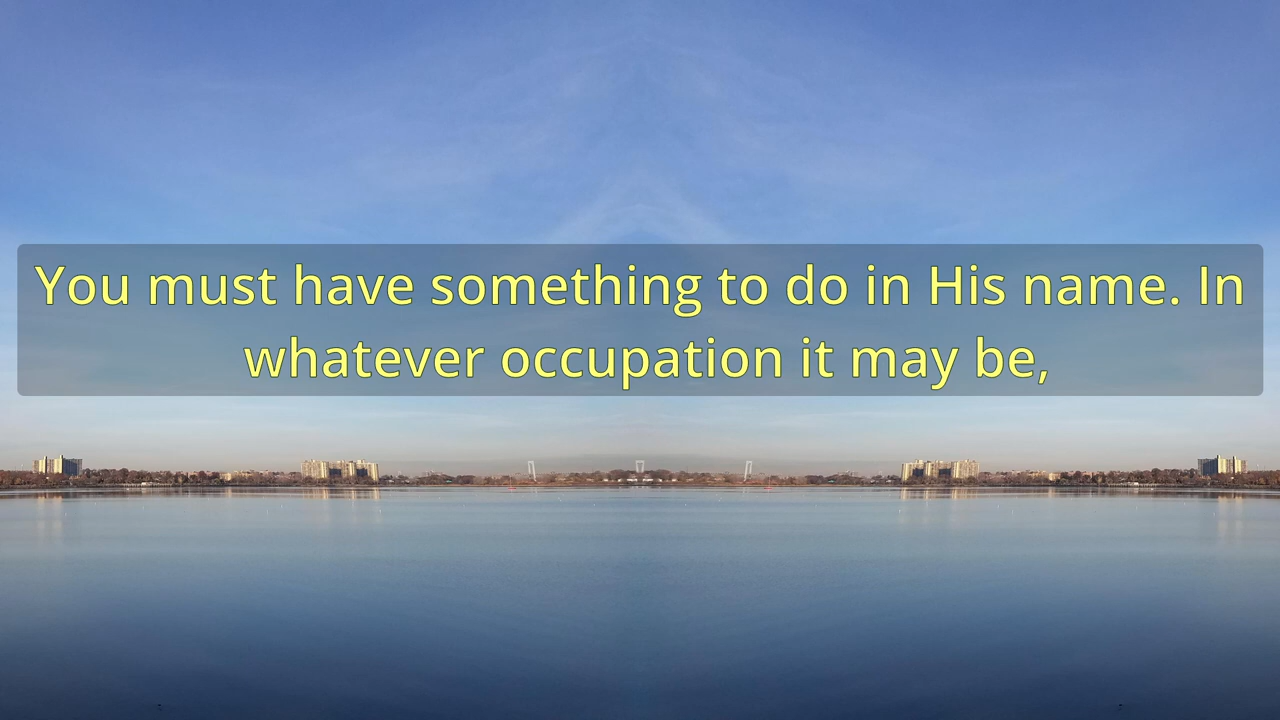 You must have something to do in His name. In
whatever occupation it may be,